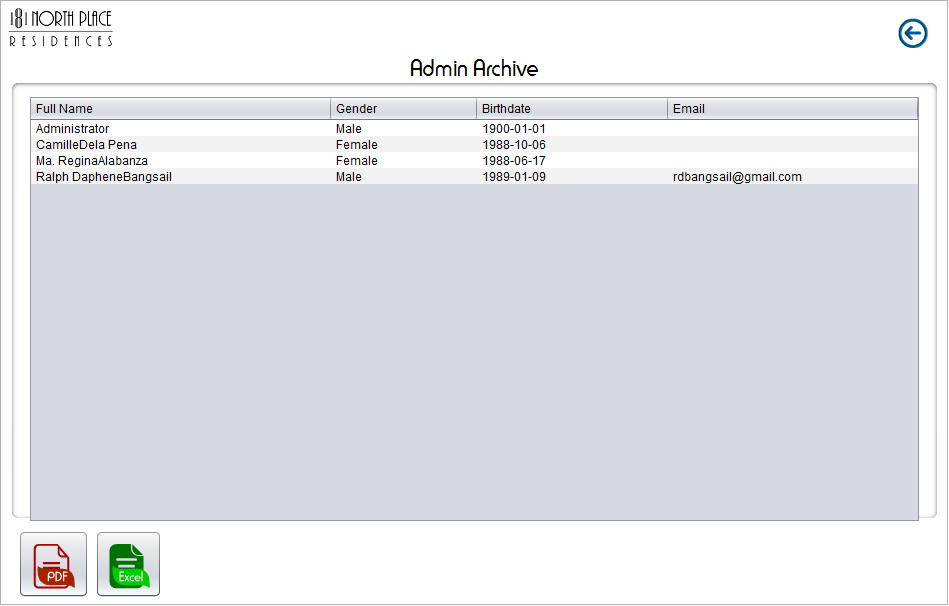 181 NORTH PLACE
RESIDENCES
Admin Archive
Full Name Gender Birthdate Email
Administrator Male 1900-01-01
CamilleDela Pena Female 1988-10-06
Ma. ReginaAlabanza Female 1988-06-17
Ralph DapheneBangsail Male 1989-01-09 rdbangsail@gmail.com
PDF Excel